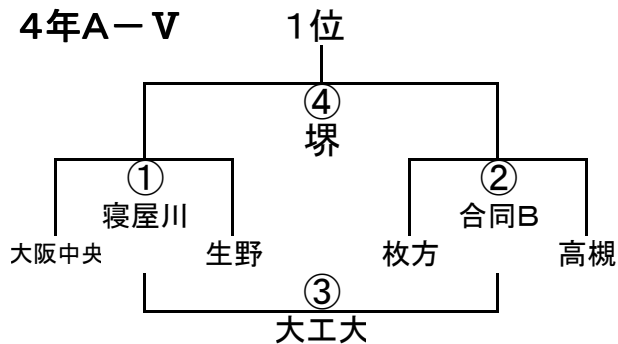 ４年Ａ－Ⅴ
１位
④
堺
①
②
寝屋川
合同Ｂ
大阪中央
生野
枚方
高槻
③
大工大